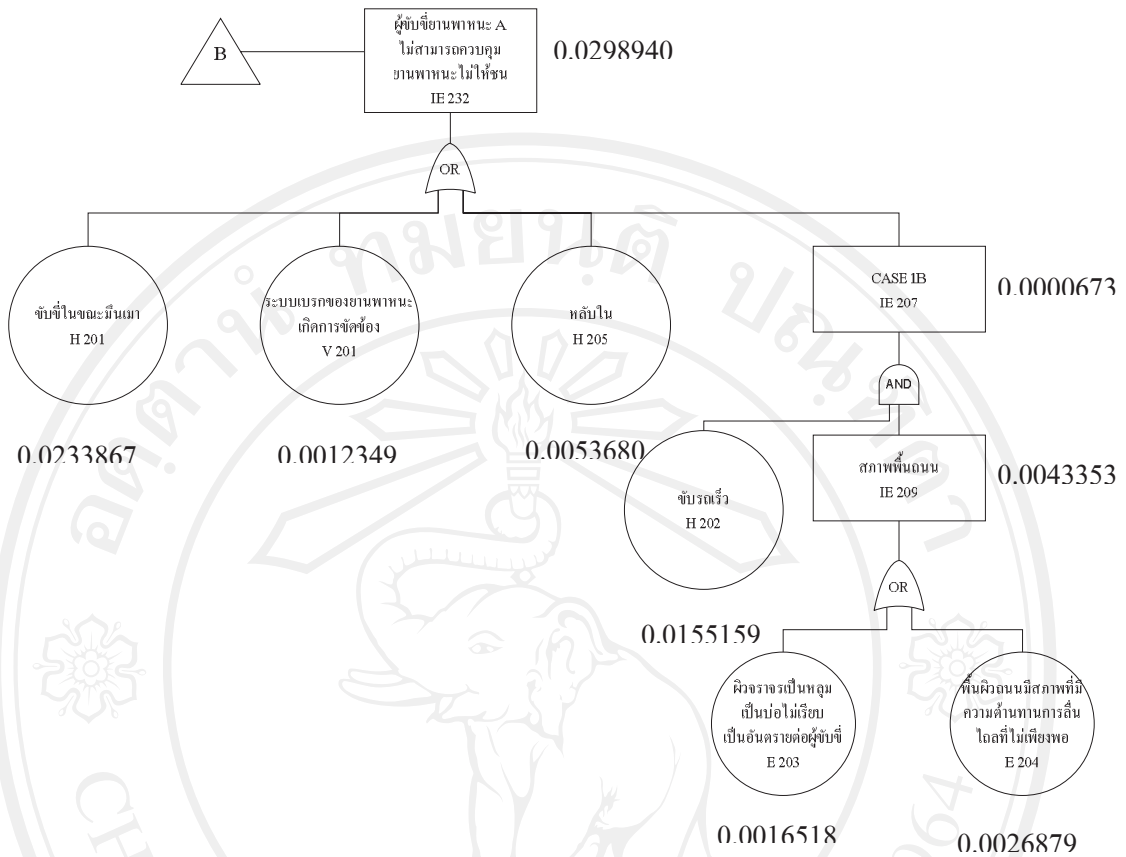 B
ผู้ขับขี่ยานพาหนะ A
ไม่สามารถควบคุม
ยานพาหนะไม่ให้ชน
IE 232
0.0298940
OR
ขับขี่ในขณะมึนเมา
H 201
0.0233867
ระบบเบรกของยานพาหนะ
เกิดการขัดข้อง
V 201
0.0012349
หลับใน
H 205
0.0053680
CASE 1B
IE 207
0.0000673
AND
ขับรถเร็ว
H 202
0.0155159
สภาพพื้นถนน
IE 209
0.0043353
OR
ผิวจราจรเป็นหลุม
เป็นบ่อไม่เรียบ
เป็นอันตรายต่อผู้ขับขี่
E 203
0.0016518
พื้นผิวถนนมีสภาพที่มี
ความต้านทานการลื่น
ไถลที่ไม่เพียงพอ
E 204
0.0026879
964